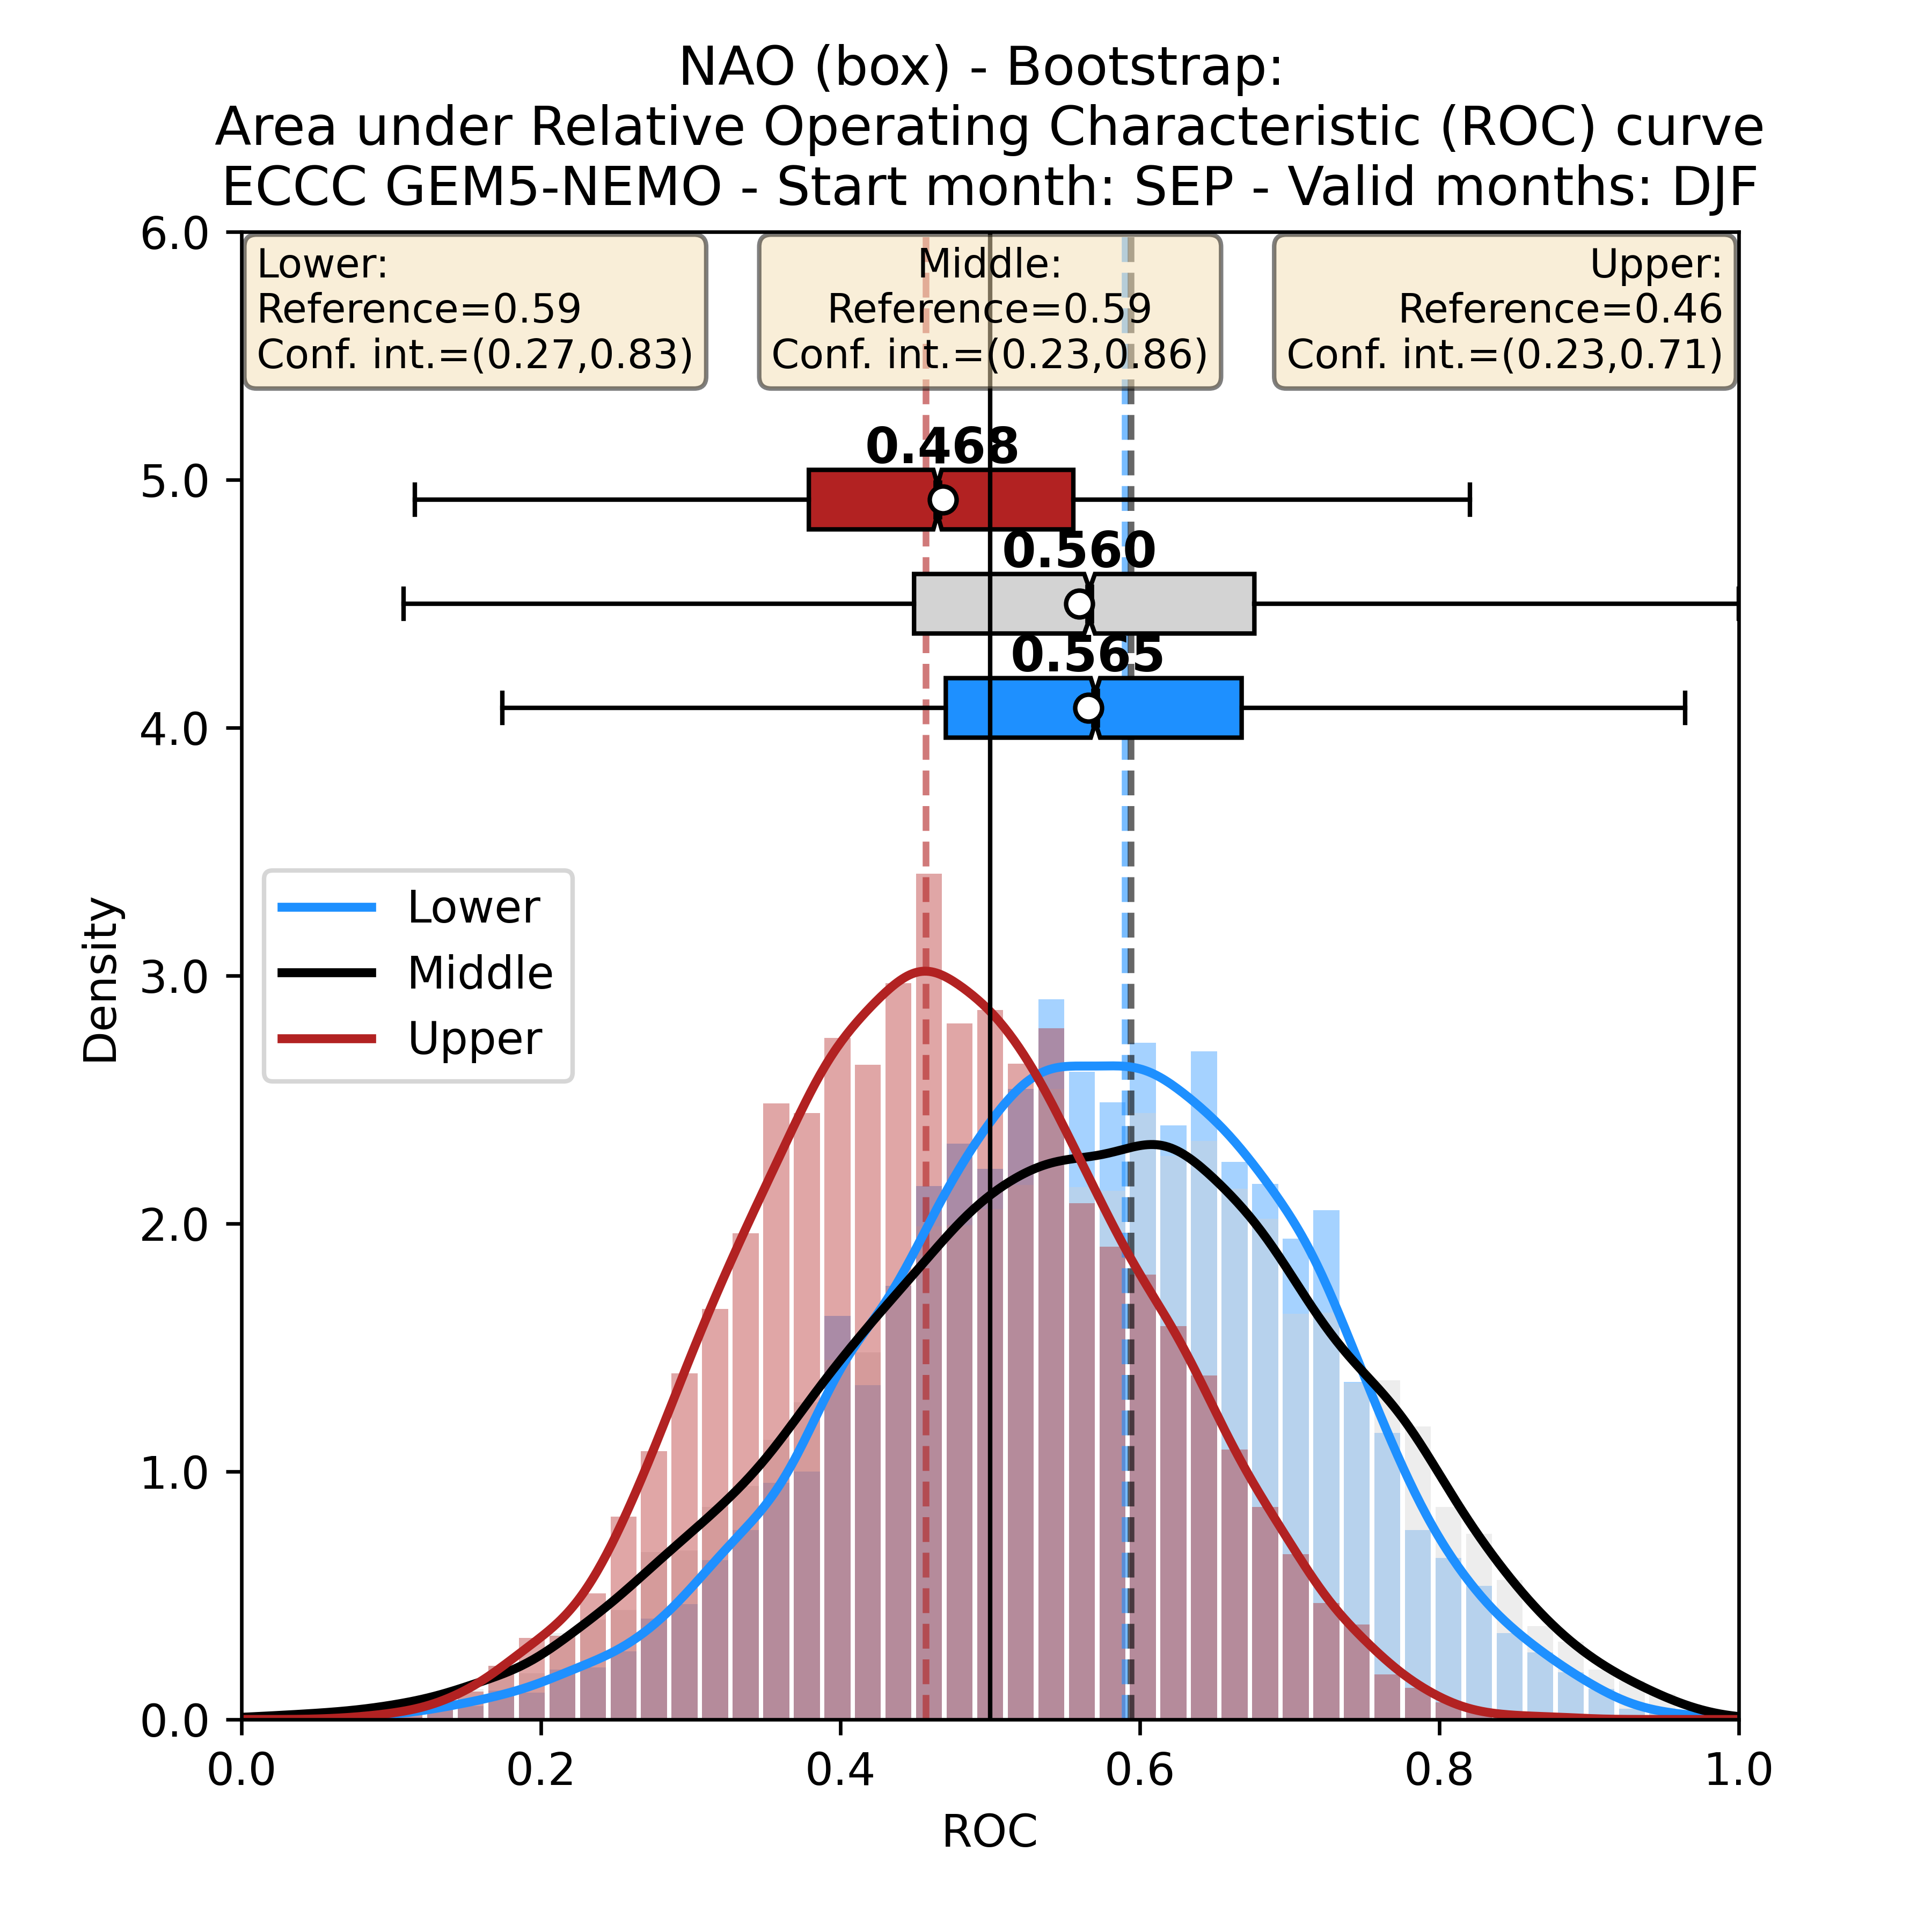 NAO (box) - Bootstrap:
Area under Relative Operating Characteristic (ROC) curve
ECCC GEM5-NEMO - Start month: SEP - Valid months: DJF
Lower:
Reference=0.59
Conf. int.=(0.27,0.83)
Middle:
Reference=0.59
Conf. int.=(0.23,0.86)
Upper:
Reference=0.46
Conf. int.=(0.23,0.71)
0.468
0.560
0.565
6.0
5.0
4.0
3.0
2.0
1.0
0.0
Density
Lower
Middle
Upper
0.0
0.2
0.4
0.6
0.8
1.0
ROC